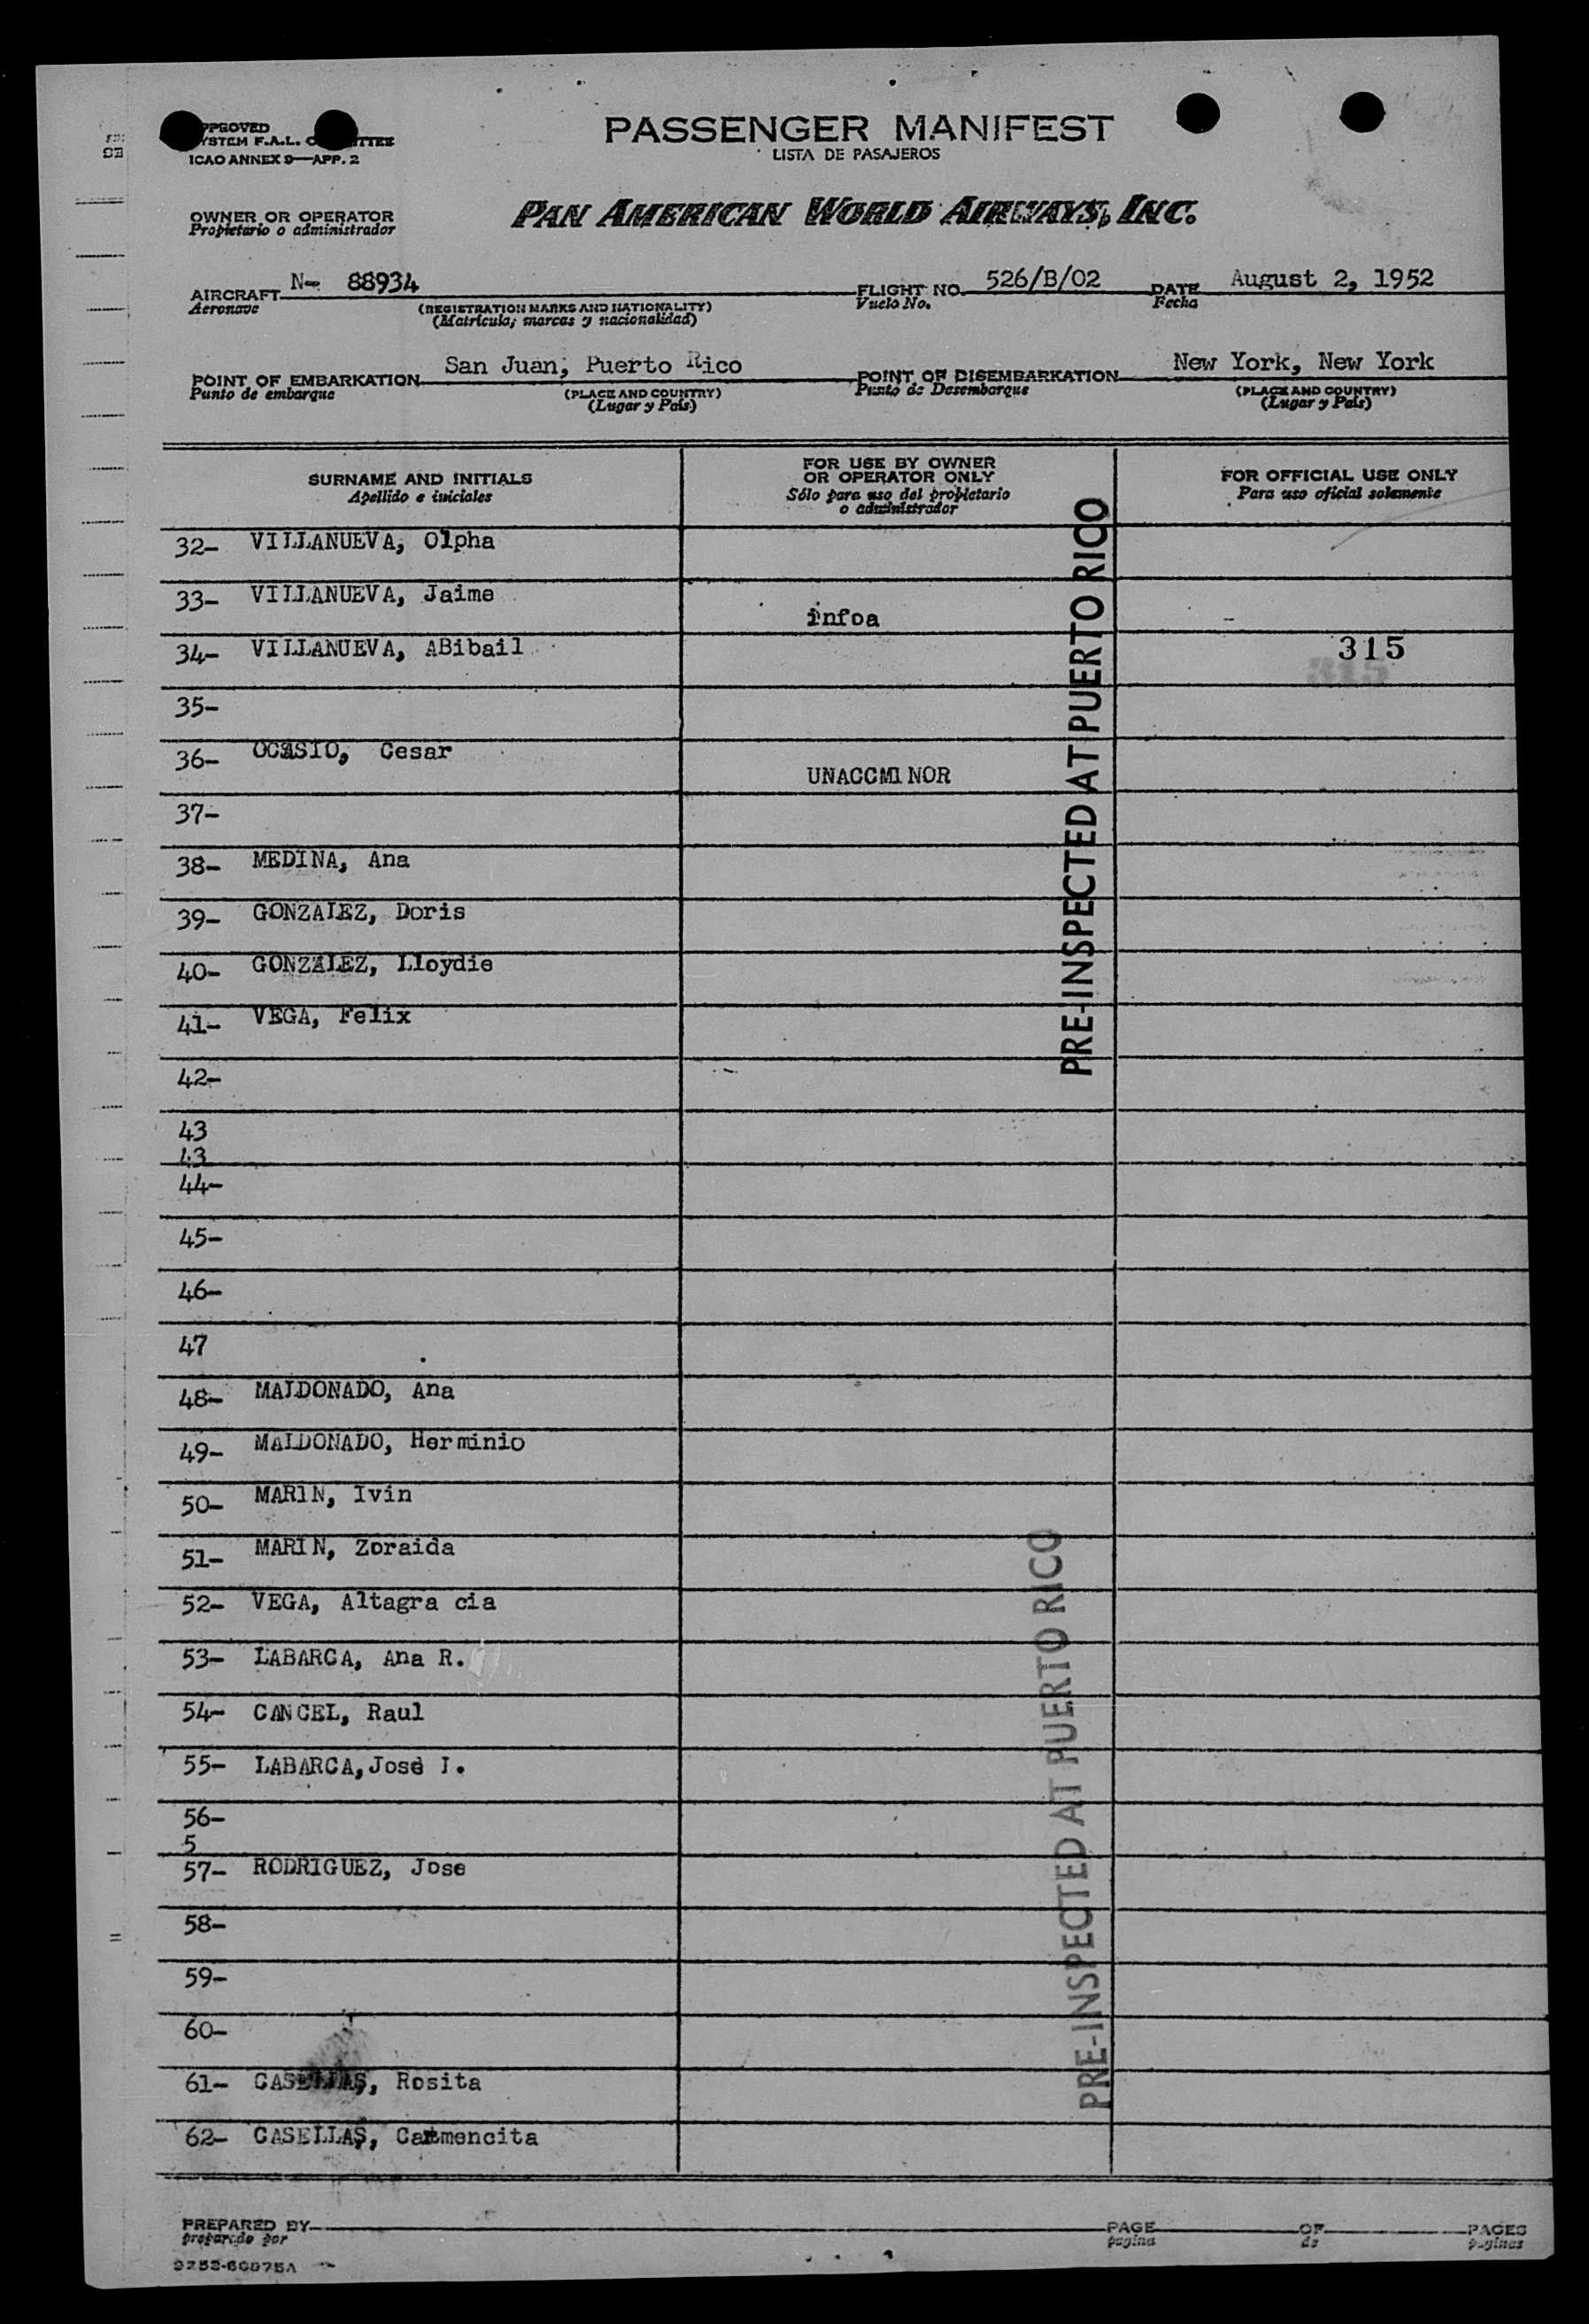 PASSENGER MANIFEST
LISTA DE PASAJEROS
ICAO ANNEX 9—APP. 2
OWNER OR OPERATOR
Propietario o administrador
PAN AMERICAN WORLD AIRWAYS, INC.
AIRCRAFT N- 88934 FLIGHT NO. 526/B/02 DATE August 2, 1952
Aeronave (REGISTRATION MARKS AND NATIONALITY) Vuelo No. Fecha
(Matrícula, marcas y nacionalidad)
POINT OF EMBARKATION San Juan, Puerto Rico POINT OF DISEMBARKATION New York, New York
Punto de embarque (PLACE AND COUNTRY) Punto de Desembarque (PLACE AND COUNTRY)
(Lugar y País) (Lugar y País)
SURNAME AND INITIALS
Apellido e iniciales
FOR USE BY OWNER
OR OPERATOR ONLY
Sólo para uso del propietario
o administrador
FOR OFFICIAL USE ONLY
Para uso oficial solamente
32- VILLANUEVA, Olpha
33- VILLANUEVA, Jaime
infoa
34- VILLANUEVA, ABibail 315
35-
36- OCASIO, Cesar
UNACCMINOR
37-
38- MEDINA, Ana
39- GONZALEZ, Doris
40- GONZALEZ, Lloydie
41- VEGA, Felix
42-
43
43
44-
45-
46-
47
48- MALDONADO, Ana
49- MALDONADO, Herminio
50- MARIN, Ivin
51- MARIN, Zoraida
52- VEGA, Altagra cia
53- LABARCA, Ana R.
54- CANCEL, Raul
55- LABARCA, José I.
56-
5
57- RODRIGUEZ, Jose
58-
59-
60-
61- CASELLAS, Rosita
62- CASELLAS, Carmencita
PRE-INSPECTED AT PUERTO RICO
PRE-INSPECTED AT PUERTO RICO
PREPARED BY PAGE OF PAGES
preparado por pagina de paginas